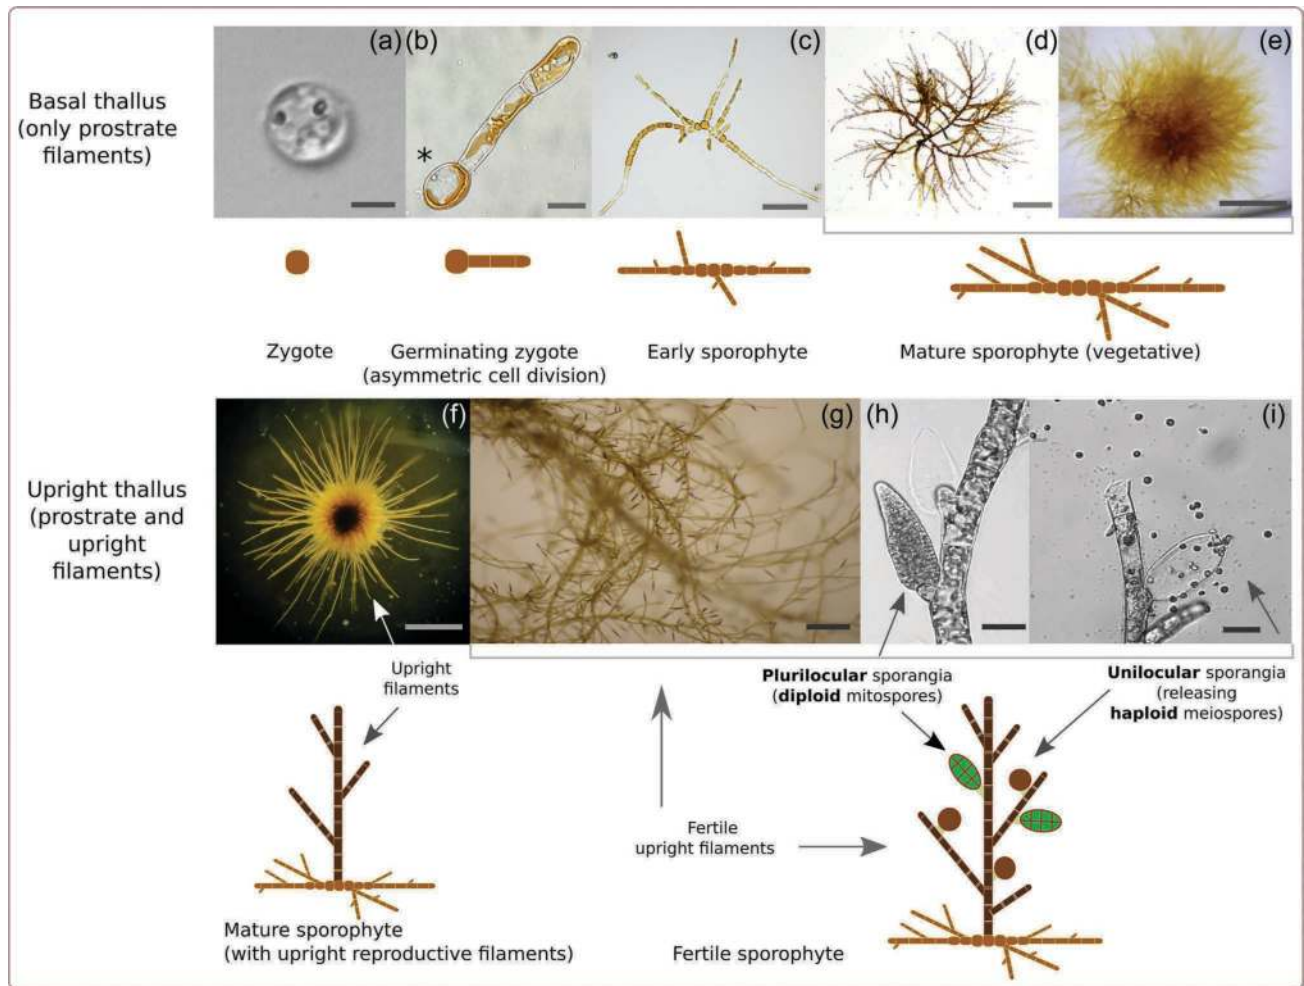 (a)
(b)
(c)
(d)
(e)
Basal thallus
(only prostrate
filaments)
*
Zygote
Germinating zygote
(asymmetric cell division)
Early sporophyte
Mature sporophyte (vegetative)
(f)
(g)
(h)
(i)
Upright thallus
(prostrate and
upright
filaments)
Upright
filaments
Plurilocular sporangia
(diploid mitospores)
Unilocular sporangia
(releasing
haploid meiospores)
Fertile
upright filaments
Mature sporophyte
(with upright reproductive filaments)
Fertile sporophyte